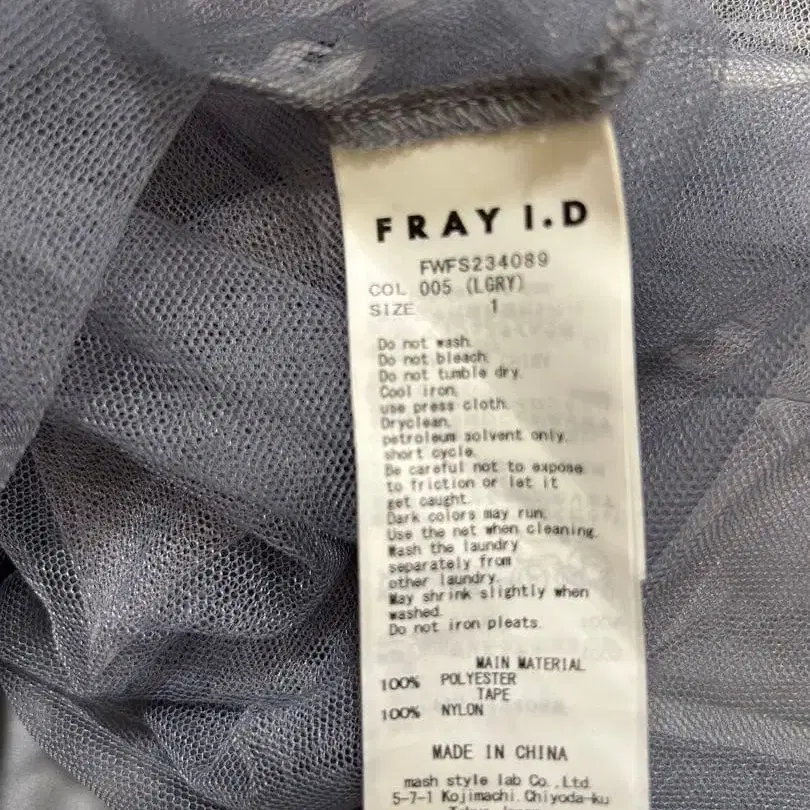 FRAY I.D
FWFS234089
COL 005 (LGRY)
SIZE 1
Do not wash.
Do not bleach.
Do not tumble dry.
Cool iron,
use press cloth.
Dryclean,
petroleum solvent only,
short cycle.
Be careful not to expose
to friction or let it
get caught.
Dark colors may run.
Use the net when cleaning.
Wash the laundry
separately from
other laundry.
May shrink slightly when
washed.
Do not iron pleats.
MAIN MATERIAL
100% POLYESTER
TAPE
100% NYLON
MADE IN CHINA
mash style lab Co.,Ltd.
5-7-1 Kojimachi, Chiyoda-ku